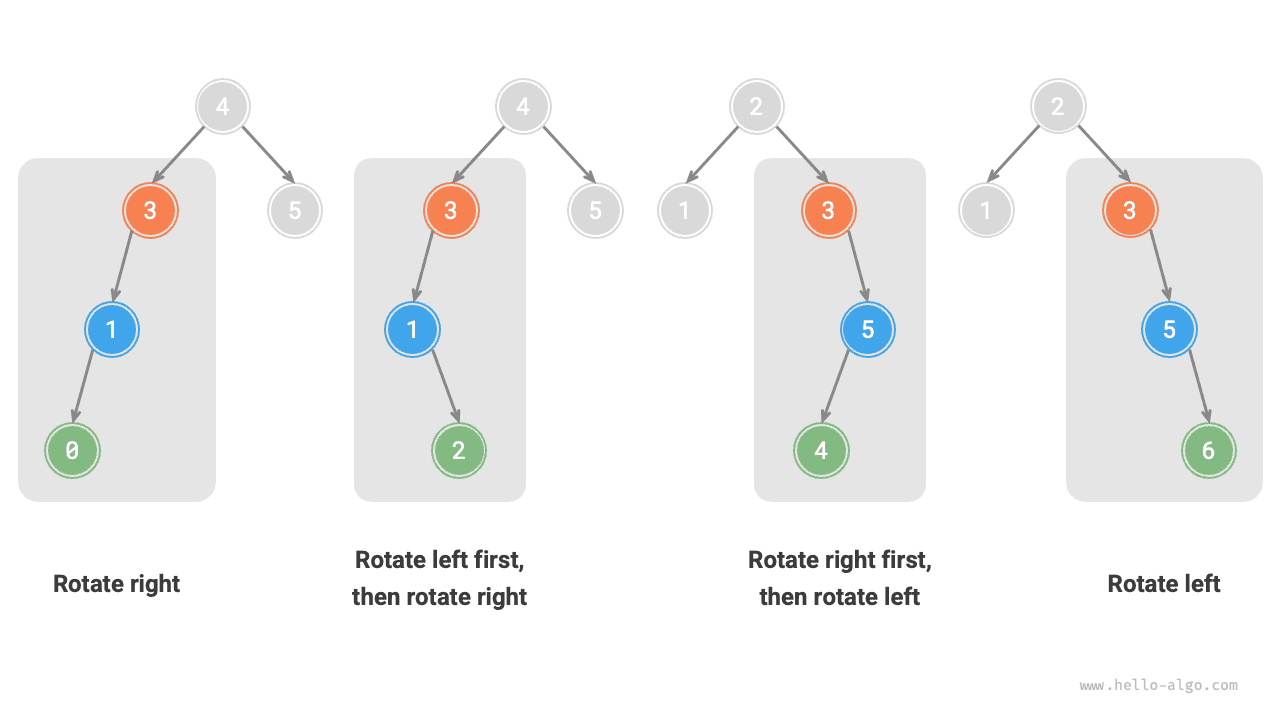 4 4 2 2
3 5 3 5 1 3 1 3
1 1 5 5
0 2 4 6
Rotate right
Rotate left first,
then rotate right
Rotate right first,
then rotate left
Rotate left
www.hello-algo.com